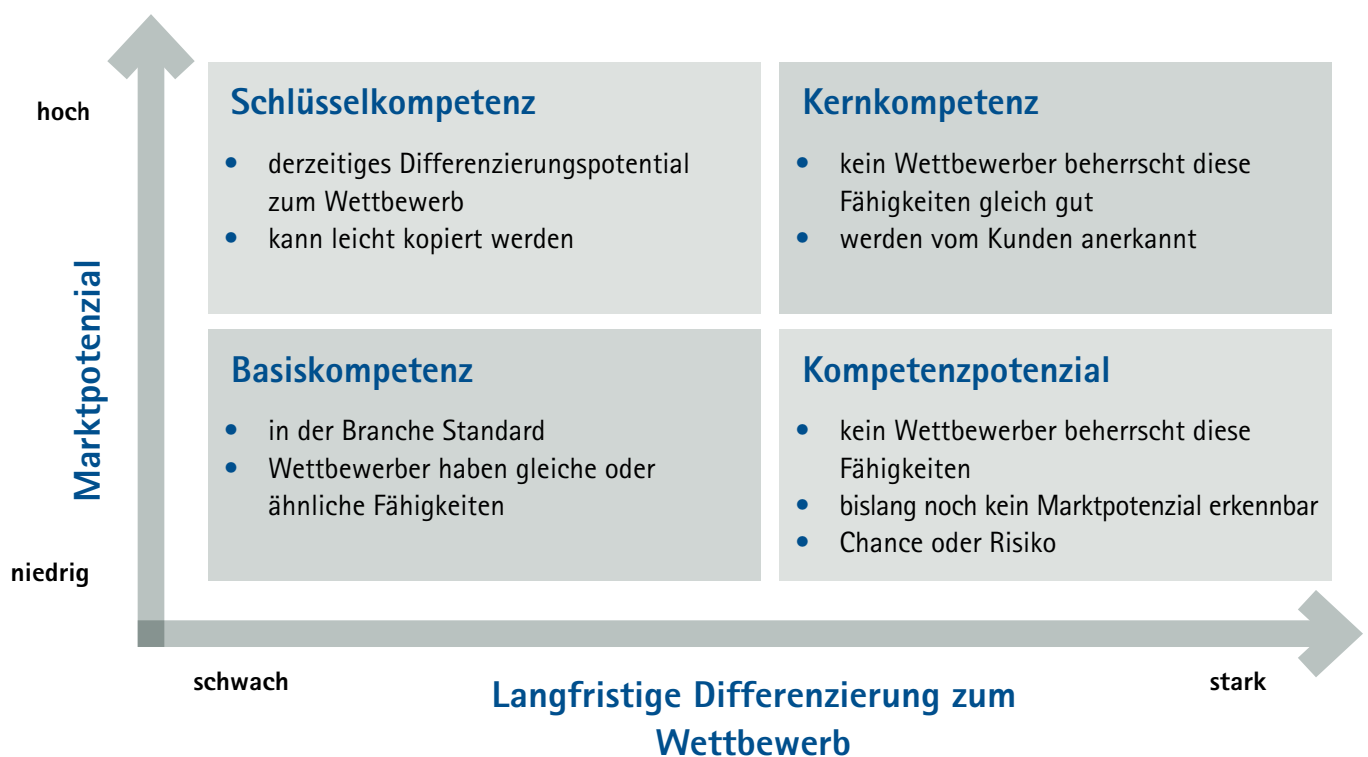 hoch
Schlüsselkompetenz
• derzeitiges Differenzierungspotential
zum Wettbewerb
• kann leicht kopiert werden
Kernkompetenz
• kein Wettbewerber beherrscht diese
Fähigkeiten gleich gut
• werden vom Kunden anerkannt
Marktpotenzial
Basiskompetenz
• in der Branche Standard
• Wettbewerber haben gleiche oder
ähnliche Fähigkeiten
Kompetenzpotenzial
• kein Wettbewerber beherrscht diese
Fähigkeiten
• bislang noch kein Marktpotenzial erkennbar
• Chance oder Risiko
niedrig
schwach
Langfristige Differenzierung zum
Wettbewerb
stark